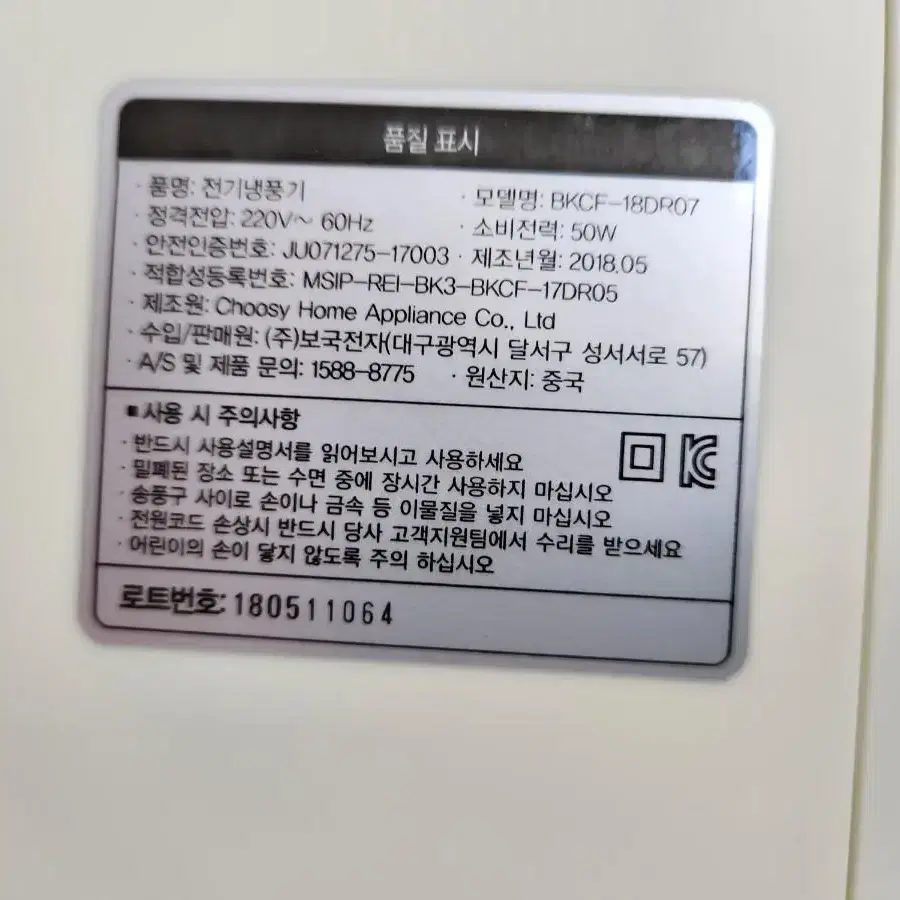 품질 표시
· 품명: 전기냉풍기 · 모델명: BKCF-18DR07
· 정격전압: 220V~ 60Hz · 소비전력: 50W
· 안전인증번호: JU071275-17003 · 제조년월: 2018.05
· 적합성등록번호: MSIP-REI-BK3-BKCF-17DR05
· 제조원: Choosy Home Appliance Co., Ltd
· 수입/판매원: (주)보국전자(대구광역시 달서구 성서서로 57)
· A/S 및 제품 문의: 1588-8775 · 원산지: 중국
■ 사용 시 주의사항
· 반드시 사용설명서를 읽어보시고 사용하세요
· 밀폐된 장소 또는 수면 중에 장시간 사용하지 마십시오
· 송풍구 사이로 손이나 금속 등 이물질을 넣지 마십시오
· 전원코드 손상시 반드시 당사 고객지원팀에서 수리를 받으세요
· 어린이의 손이 닿지 않도록 주의 하십시오
로트번호: 180511064